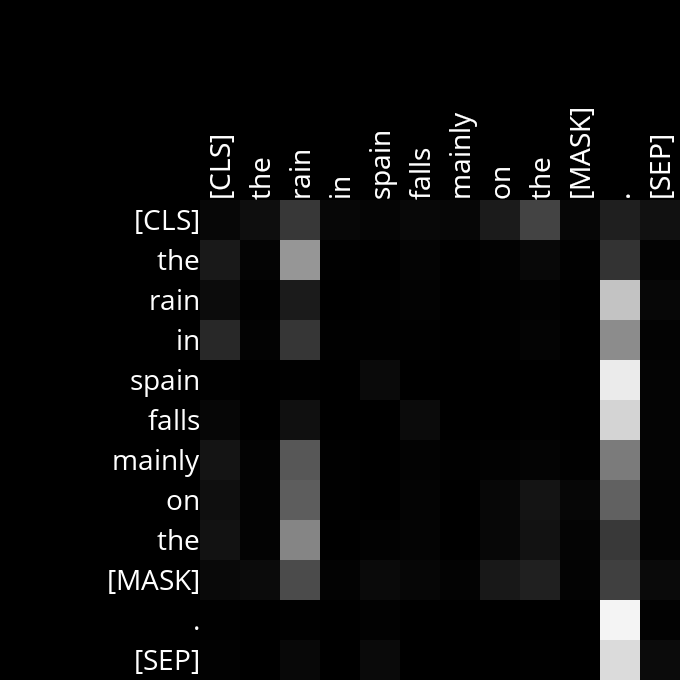 [CLS] the rain in spain falls mainly on the [MASK] . [SEP]
[CLS]
the
rain
in
spain
falls
mainly
on
the
[MASK]
.
[SEP]